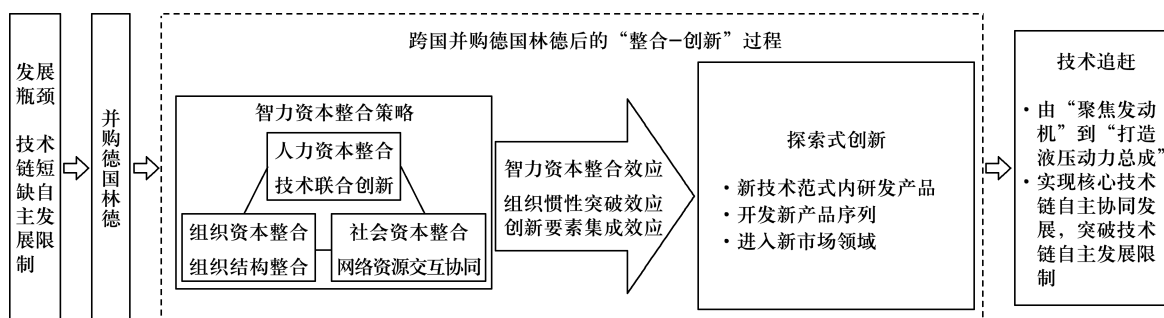 发展
瓶颈
技术
链短
缺自
主发
展限
制
并
购
德
国
林
德
跨国并购德国林德后的“整合—创新”过程
智力资本整合策略
人力资本整合
技术联合创新
组织资本整合
组织结构整合
社会资本整合
网络资源交互协同
智力资本整合效应
组织惯性突破效应
创新要素集成效应
探索式创新
·新技术范式内研发产品
·开发新产品序列
·进入新市场领域
技术追赶
·由“聚焦发动
机”到“打造
液压动力总成”
·实现核心技术
链自主协同发
展，突破技术
链自主发展限
制